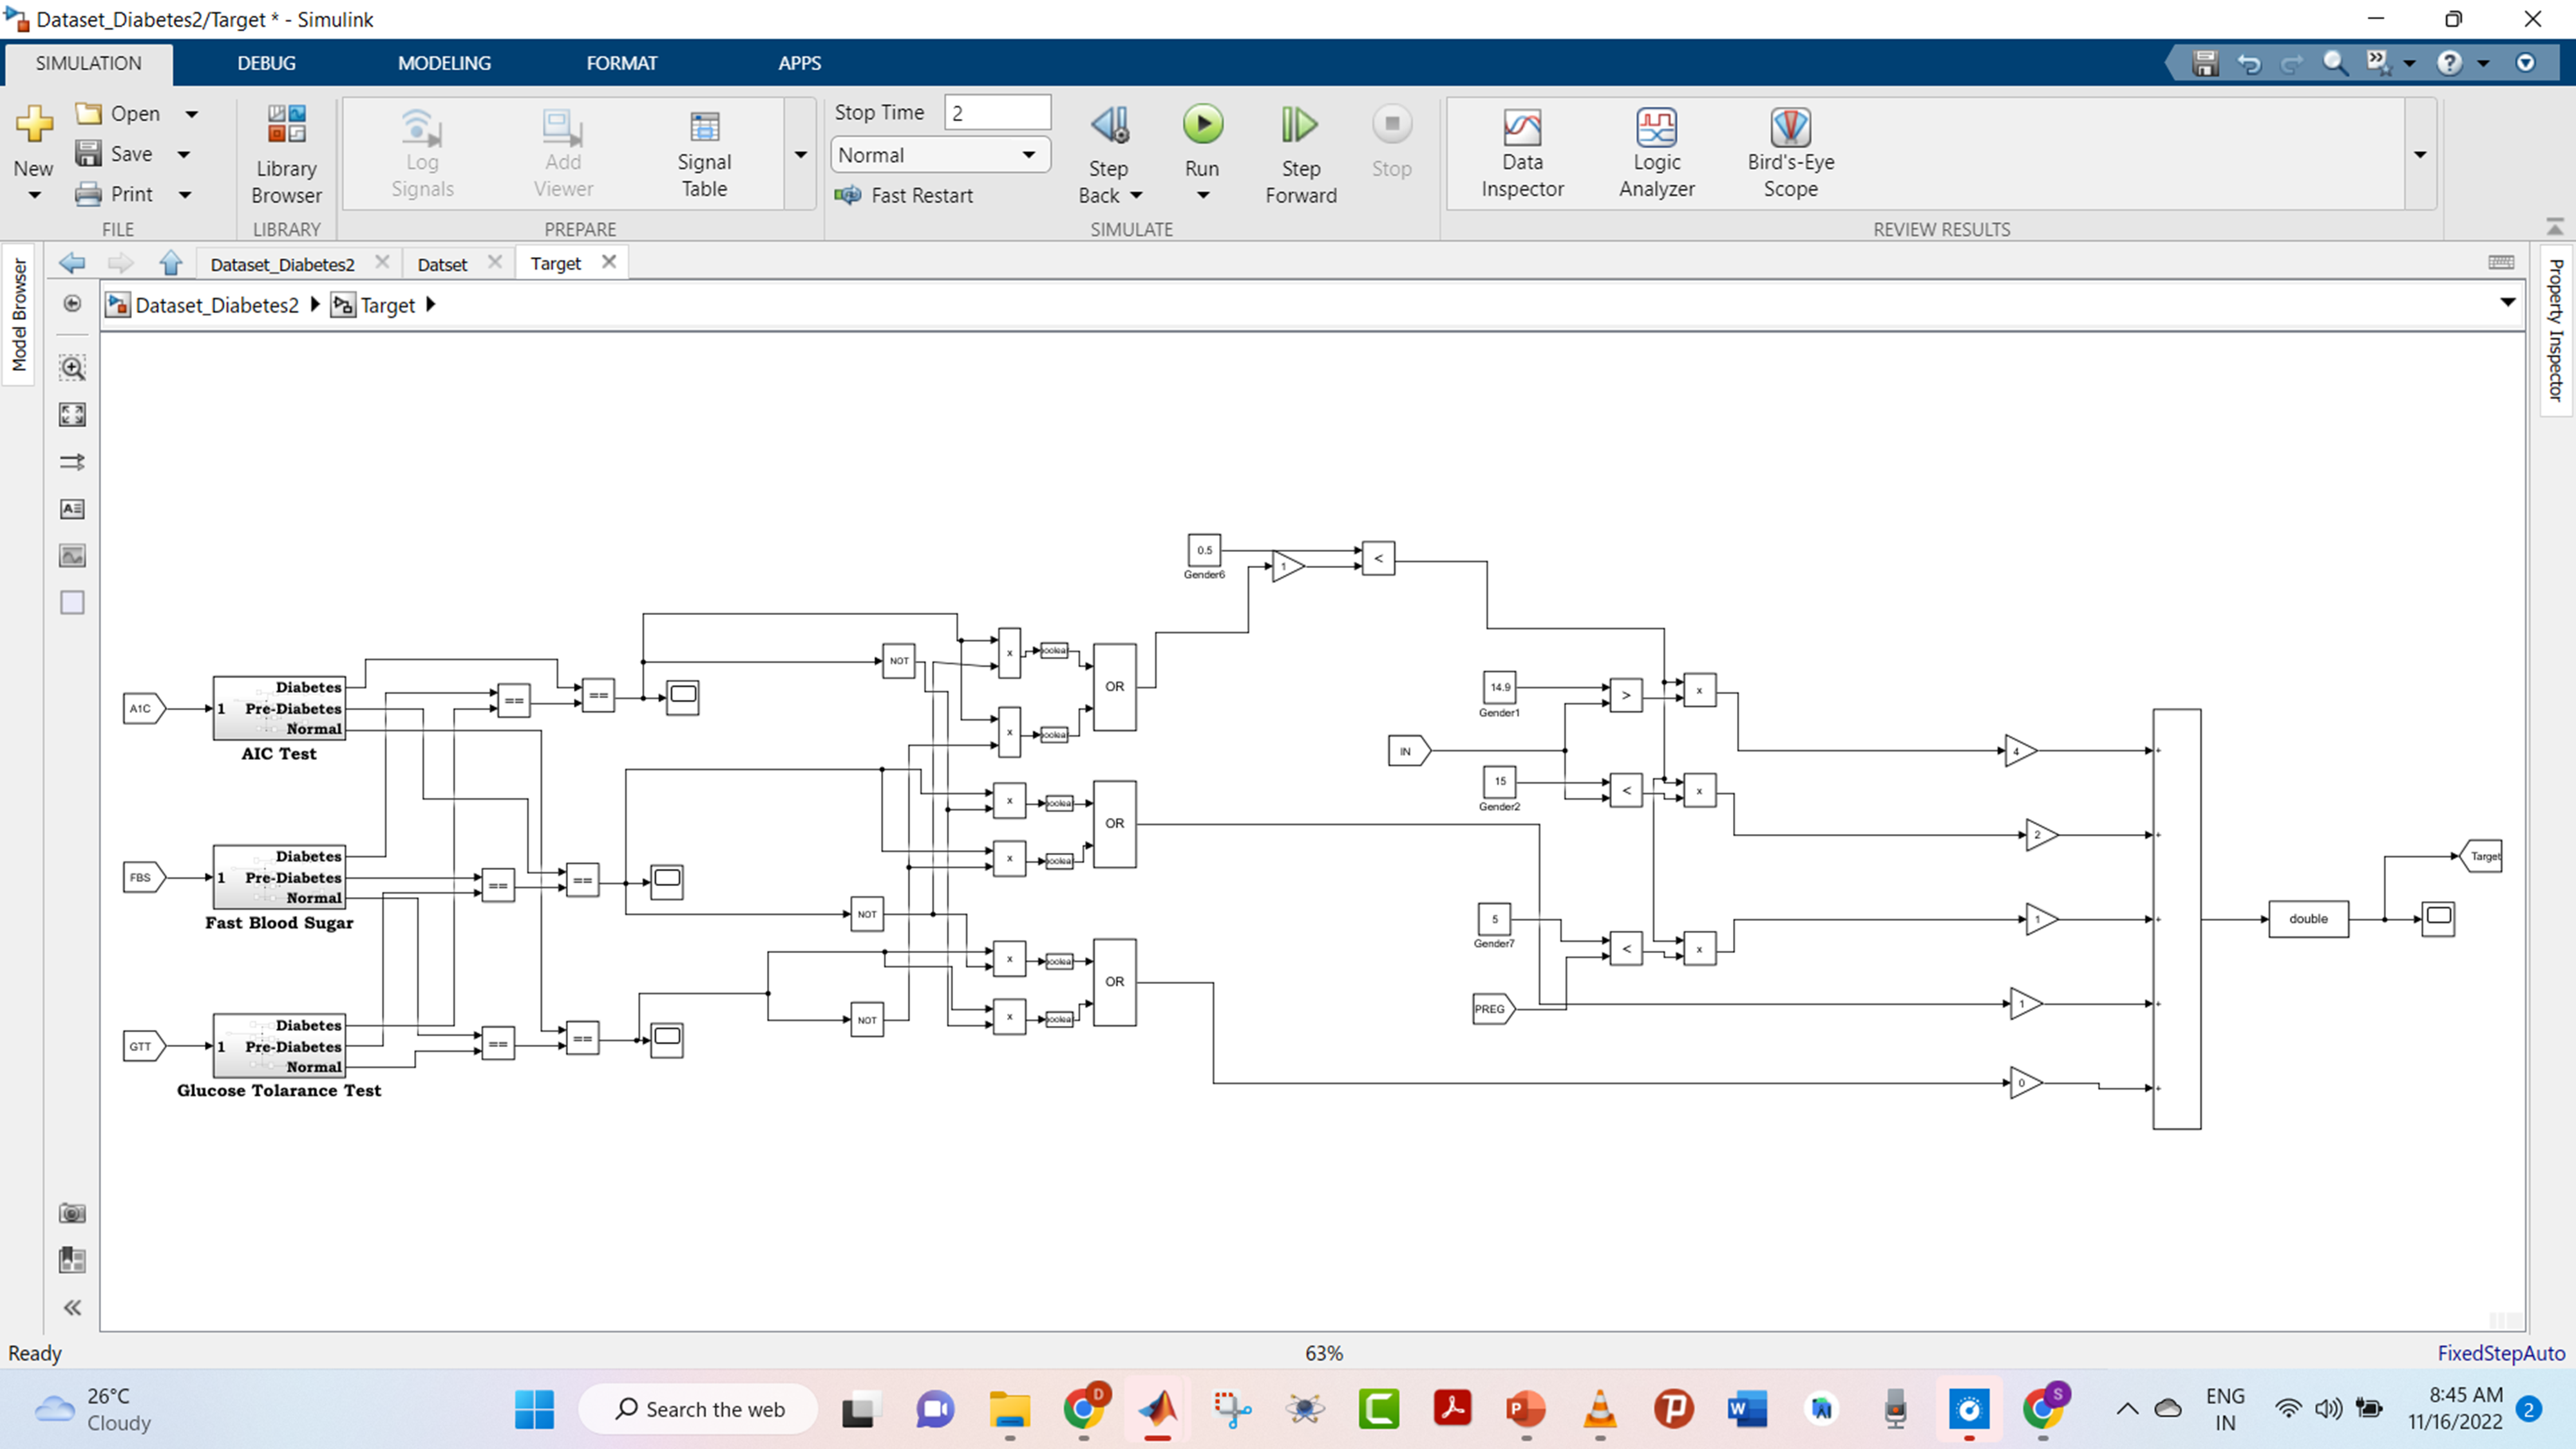 Dataset_Diabetes2/Target * - Simulink
SIMULATION DEBUG MODELING FORMAT APPS
New
Open
Save
Print
FILE
Library Browser
LIBRARY
Log Signals
Add Viewer
Signal Table
PREPARE
Stop Time 2
Normal
Fast Restart
Step Back
Run
Step Forward
Stop
SIMULATE
Data Inspector
Logic Analyzer
Bird's-Eye Scope
REVIEW RESULTS
Model Browser
Property Inspector
Dataset_Diabetes2 Datset Target
Dataset_Diabetes2 Target
0.5
Gender6
1
<
A1C
1 Diabetes
Pre-Diabetes
Normal
AIC Test
==
==
NOT
x
x
OR
FBS
1 Diabetes
Pre-Diabetes
Normal
Fast Blood Sugar
==
==
NOT
x
x
OR
GTT
1 Diabetes
Pre-Diabetes
Normal
Glucose Tolarance Test
==
==
NOT
x
x
OR
14.9
Gender1
>
x
IN
15
Gender2
<
x
5
Gender7
<
x
PREG
4
2
1
1
0
+
+
+
+
+
double
Target
Ready
63%
FixedStepAuto
26°C
Cloudy
Search the web
ENG
IN
8:45 AM
11/16/2022
2